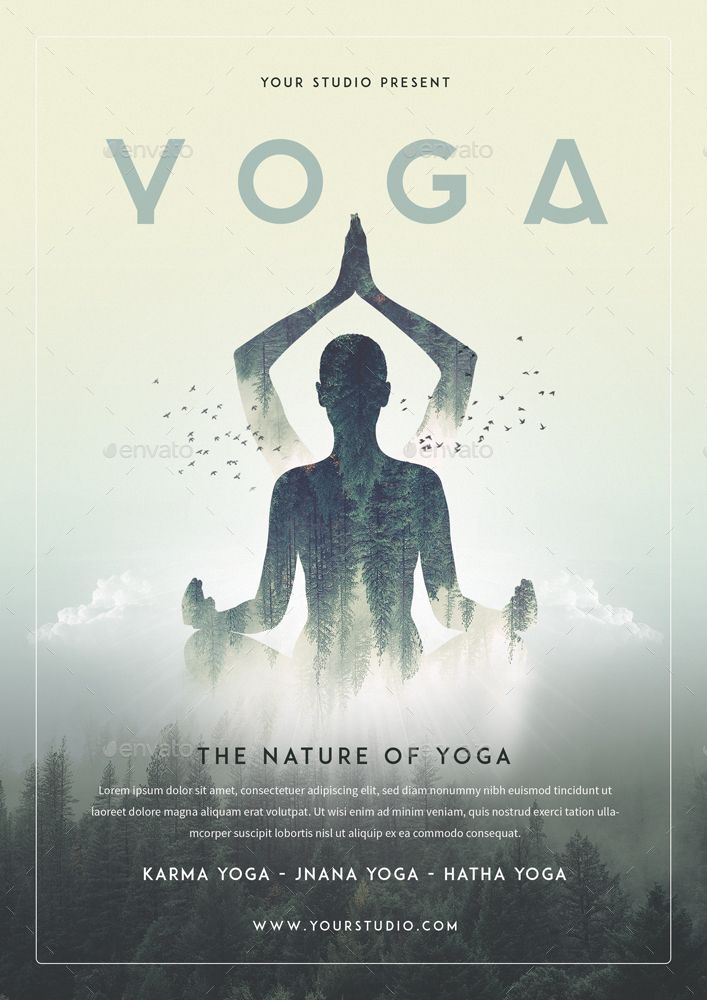 YOUR STUDIO PRESENT
YOGA
envato envato
envato envato
envato
THE NATURE OF YOGA
Lorem ipsum dolor sit amet, consectetuer adipiscing elit, sed diam nonummy nibh euismod tincidunt ut
laoreet dolore magna aliquam erat volutpat. Ut wisi enim ad minim veniam, quis nostrud exerci tation ulla-
mcorper suscipit lobortis nisl ut aliquip ex ea commodo consequat.
KARMA YOGA - JNANA YOGA - HATHA YOGA
WWW.YOURSTUDIO.COM